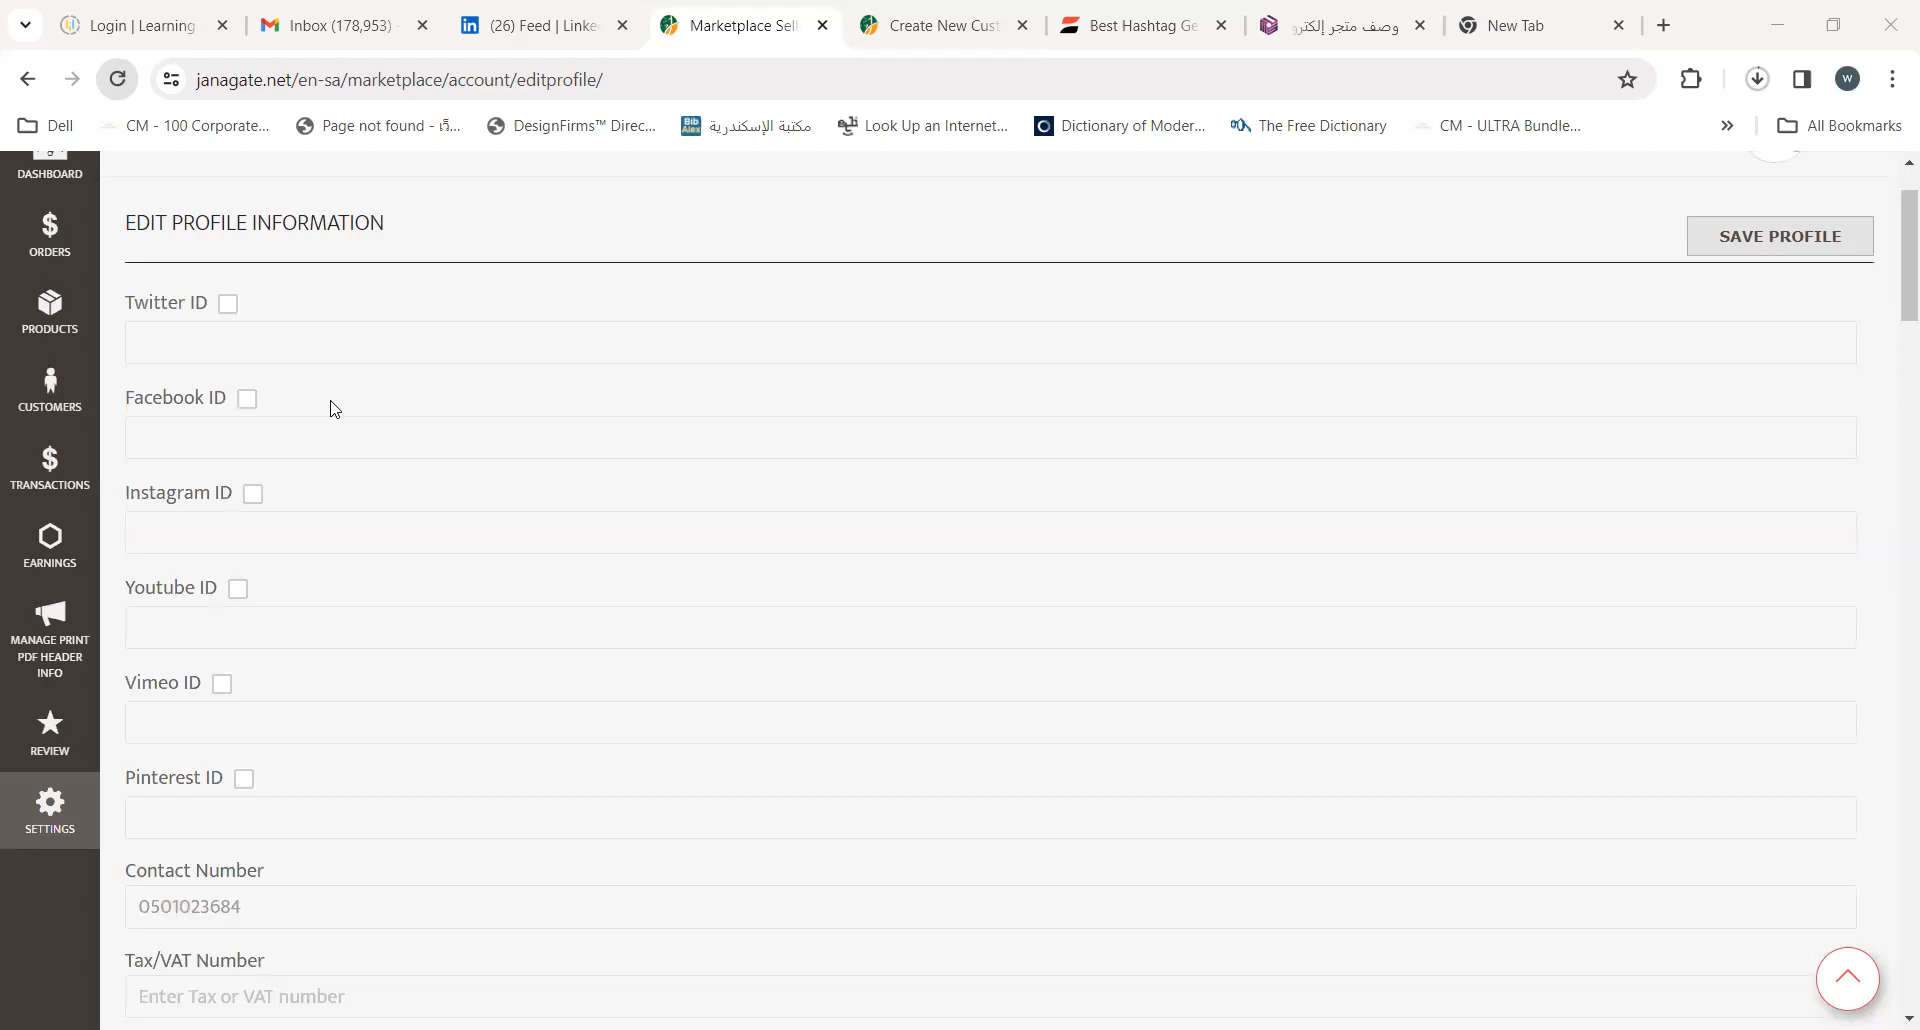 Login | Learning
Inbox (178,953)
(26) Feed | Linke
Marketplace Sell
Create New Cust
Best Hashtag Ge
وصف متجر إلكترو
New Tab
janagate.net/en-sa/marketplace/account/editprofile/
W
Dell
CM - 100 Corporate...
Page not found -
DesignFirms™ Direc...
مكتبة الإسكندرية
Look Up an Internet...
Dictionary of Moder...
The Free Dictionary
CM - ULTRA Bundle...
All Bookmarks
DASHBOARD
ORDERS
PRODUCTS
CUSTOMERS
TRANSACTIONS
EARNINGS
MANAGE PRINT
PDF HEADER
INFO
REVIEW
SETTINGS
EDIT PROFILE INFORMATION
SAVE PROFILE
Twitter ID
Facebook ID
Instagram ID
Youtube ID
Vimeo ID
Pinterest ID
Contact Number
0501023684
Tax/VAT Number
Enter Tax or VAT number